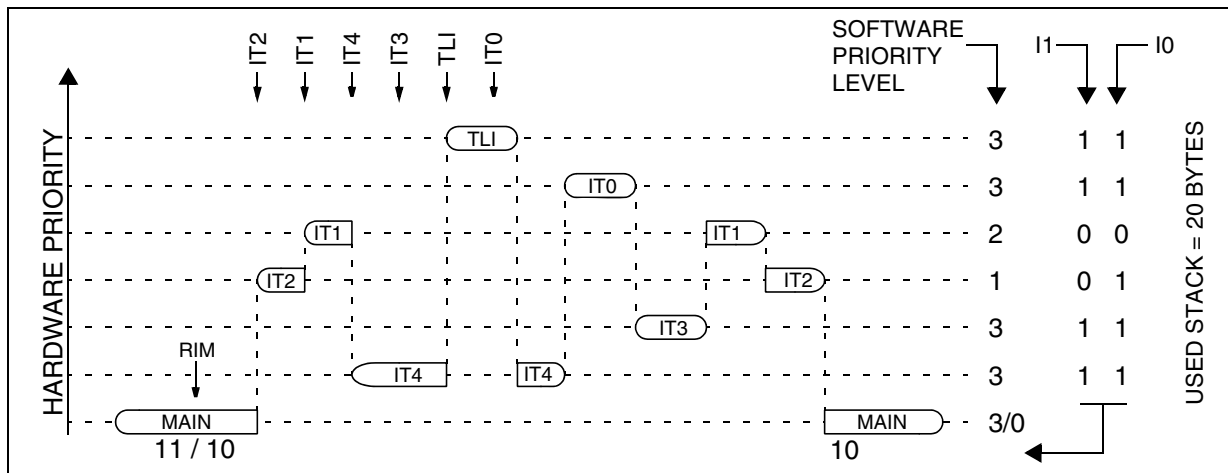 IT2
IT1
IT4
IT3
TLI
IT0
SOFTWARE
PRIORITY
LEVEL
I1
I0
HARDWARE PRIORITY
TLI
3
1 1
IT0
3
1 1
IT1
IT1
2
0 0
IT2
IT2
1
0 1
IT3
3
1 1
RIM
IT4
IT4
3
1 1
MAIN
MAIN
3/0
11 / 10
10
USED STACK = 20 BYTES